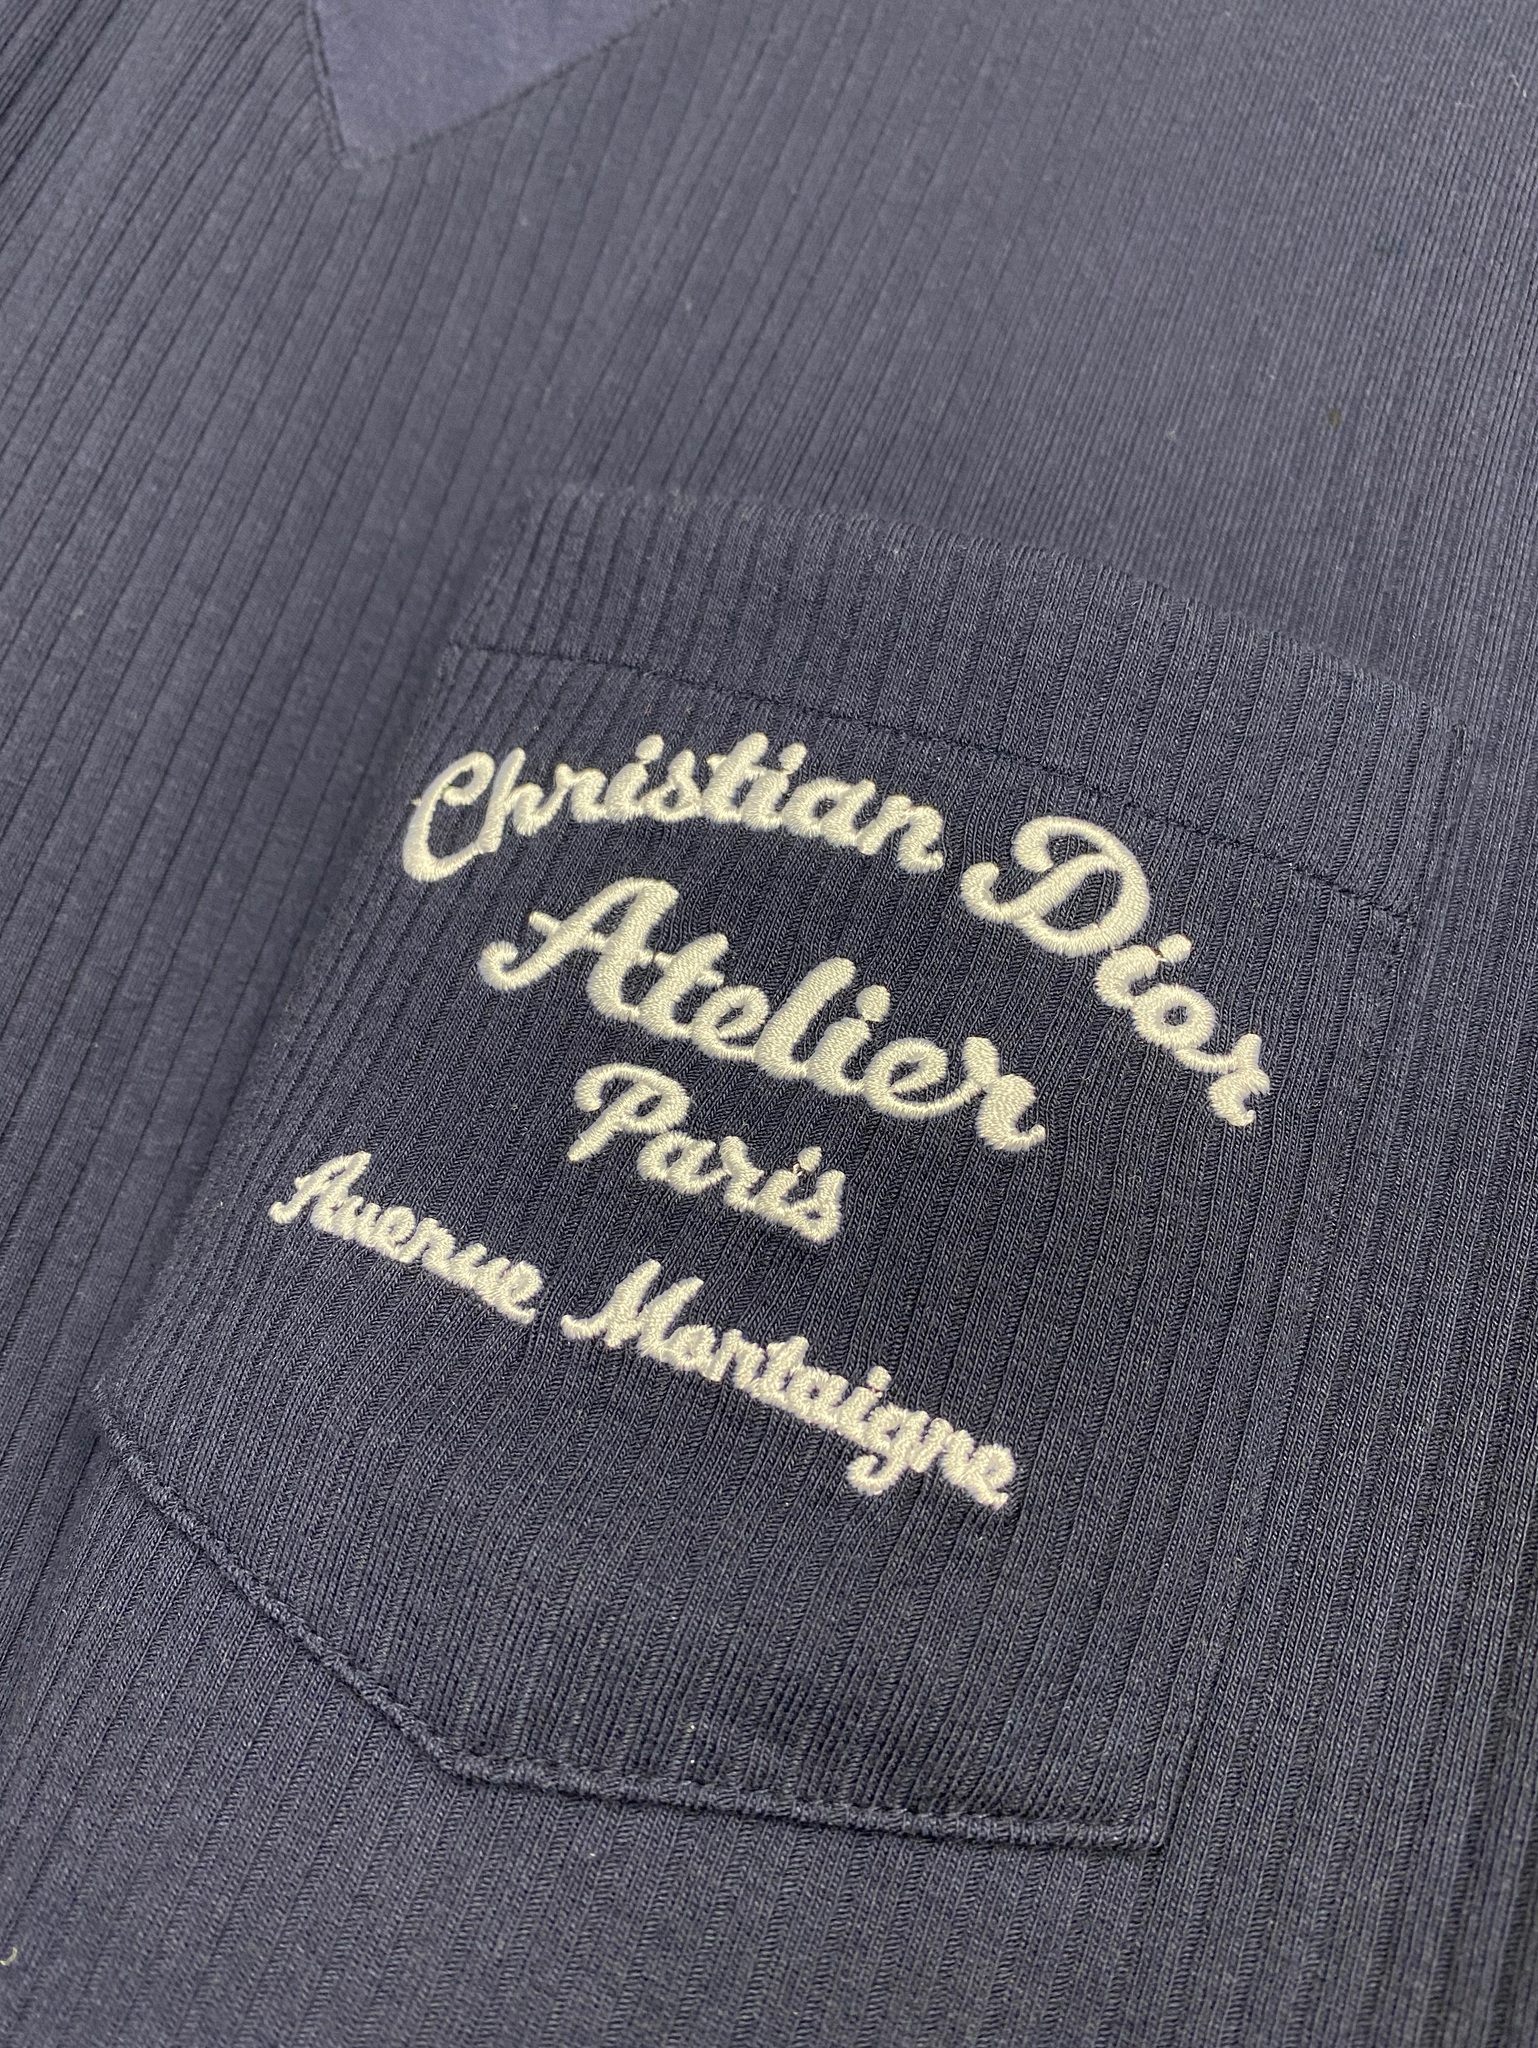 Christian Dior
Atelier
Paris
Avenue Montaigne